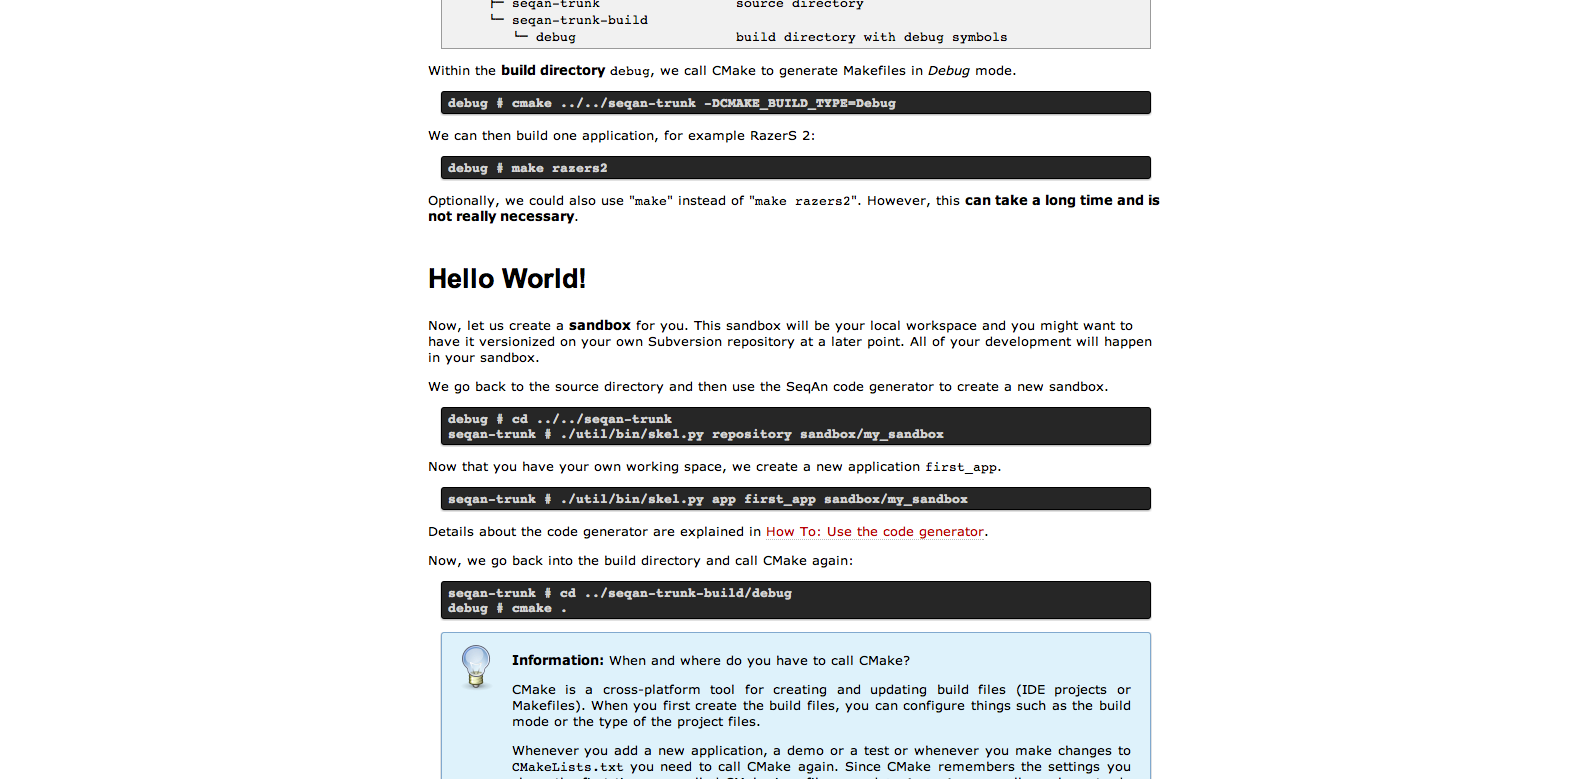 ├─ seqan-trunk source directory
└─ seqan-trunk-build
└─ debug build directory with debug symbols
Within the build directory debug, we call CMake to generate Makefiles in Debug mode.
debug # cmake ../../seqan-trunk -DCMAKE_BUILD_TYPE=Debug
We can then build one application, for example RazerS 2:
debug # make razers2
Optionally, we could also use "make" instead of "make razers2". However, this can take a long time and is
not really necessary.
Hello World!
Now, let us create a sandbox for you. This sandbox will be your local workspace and you might want to
have it versionized on your own Subversion repository at a later point. All of your development will happen
in your sandbox.
We go back to the source directory and then use the SeqAn code generator to create a new sandbox.
debug # cd ../../seqan-trunk
seqan-trunk # ./util/bin/skel.py repository sandbox/my_sandbox
Now that you have your own working space, we create a new application first_app.
seqan-trunk # ./util/bin/skel.py app first_app sandbox/my_sandbox
Details about the code generator are explained in How To: Use the code generator.
Now, we go back into the build directory and call CMake again:
seqan-trunk # cd ../seqan-trunk-build/debug
debug # cmake .
Information: When and where do you have to call CMake?
CMake is a cross-platform tool for creating and updating build files (IDE projects or
Makefiles). When you first create the build files, you can configure things such as the build
mode or the type of the project files.
Whenever you add a new application, a demo or a test or whenever you make changes to
CMakeLists.txt you need to call CMake again. Since CMake remembers the settings you